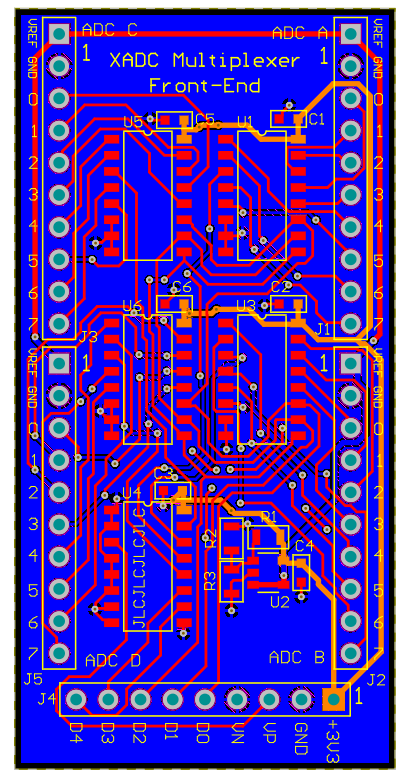 ADC C
ADC A
VREF
1
XADC Multiplexer
1
VREF
GND
Front-End
GND
0
0
U5
C5
U1
C1
1
1
2
2
3
3
4
4
5
5
6
6
C6
C2
7
U6
U3
J1
7
J3
VREF
1
1
VREF
GND
GND
0
0
1
1
C3
2
U4
2
3
R1
3
JLCJLCJLCJLC
R2
4
C4
4
R3
5
U2
5
6
6
7
ADC D
ADC B
7
J5
J2
J4
1
D4
D3
D2
D1
D0
VN
VP
GND
+3V3